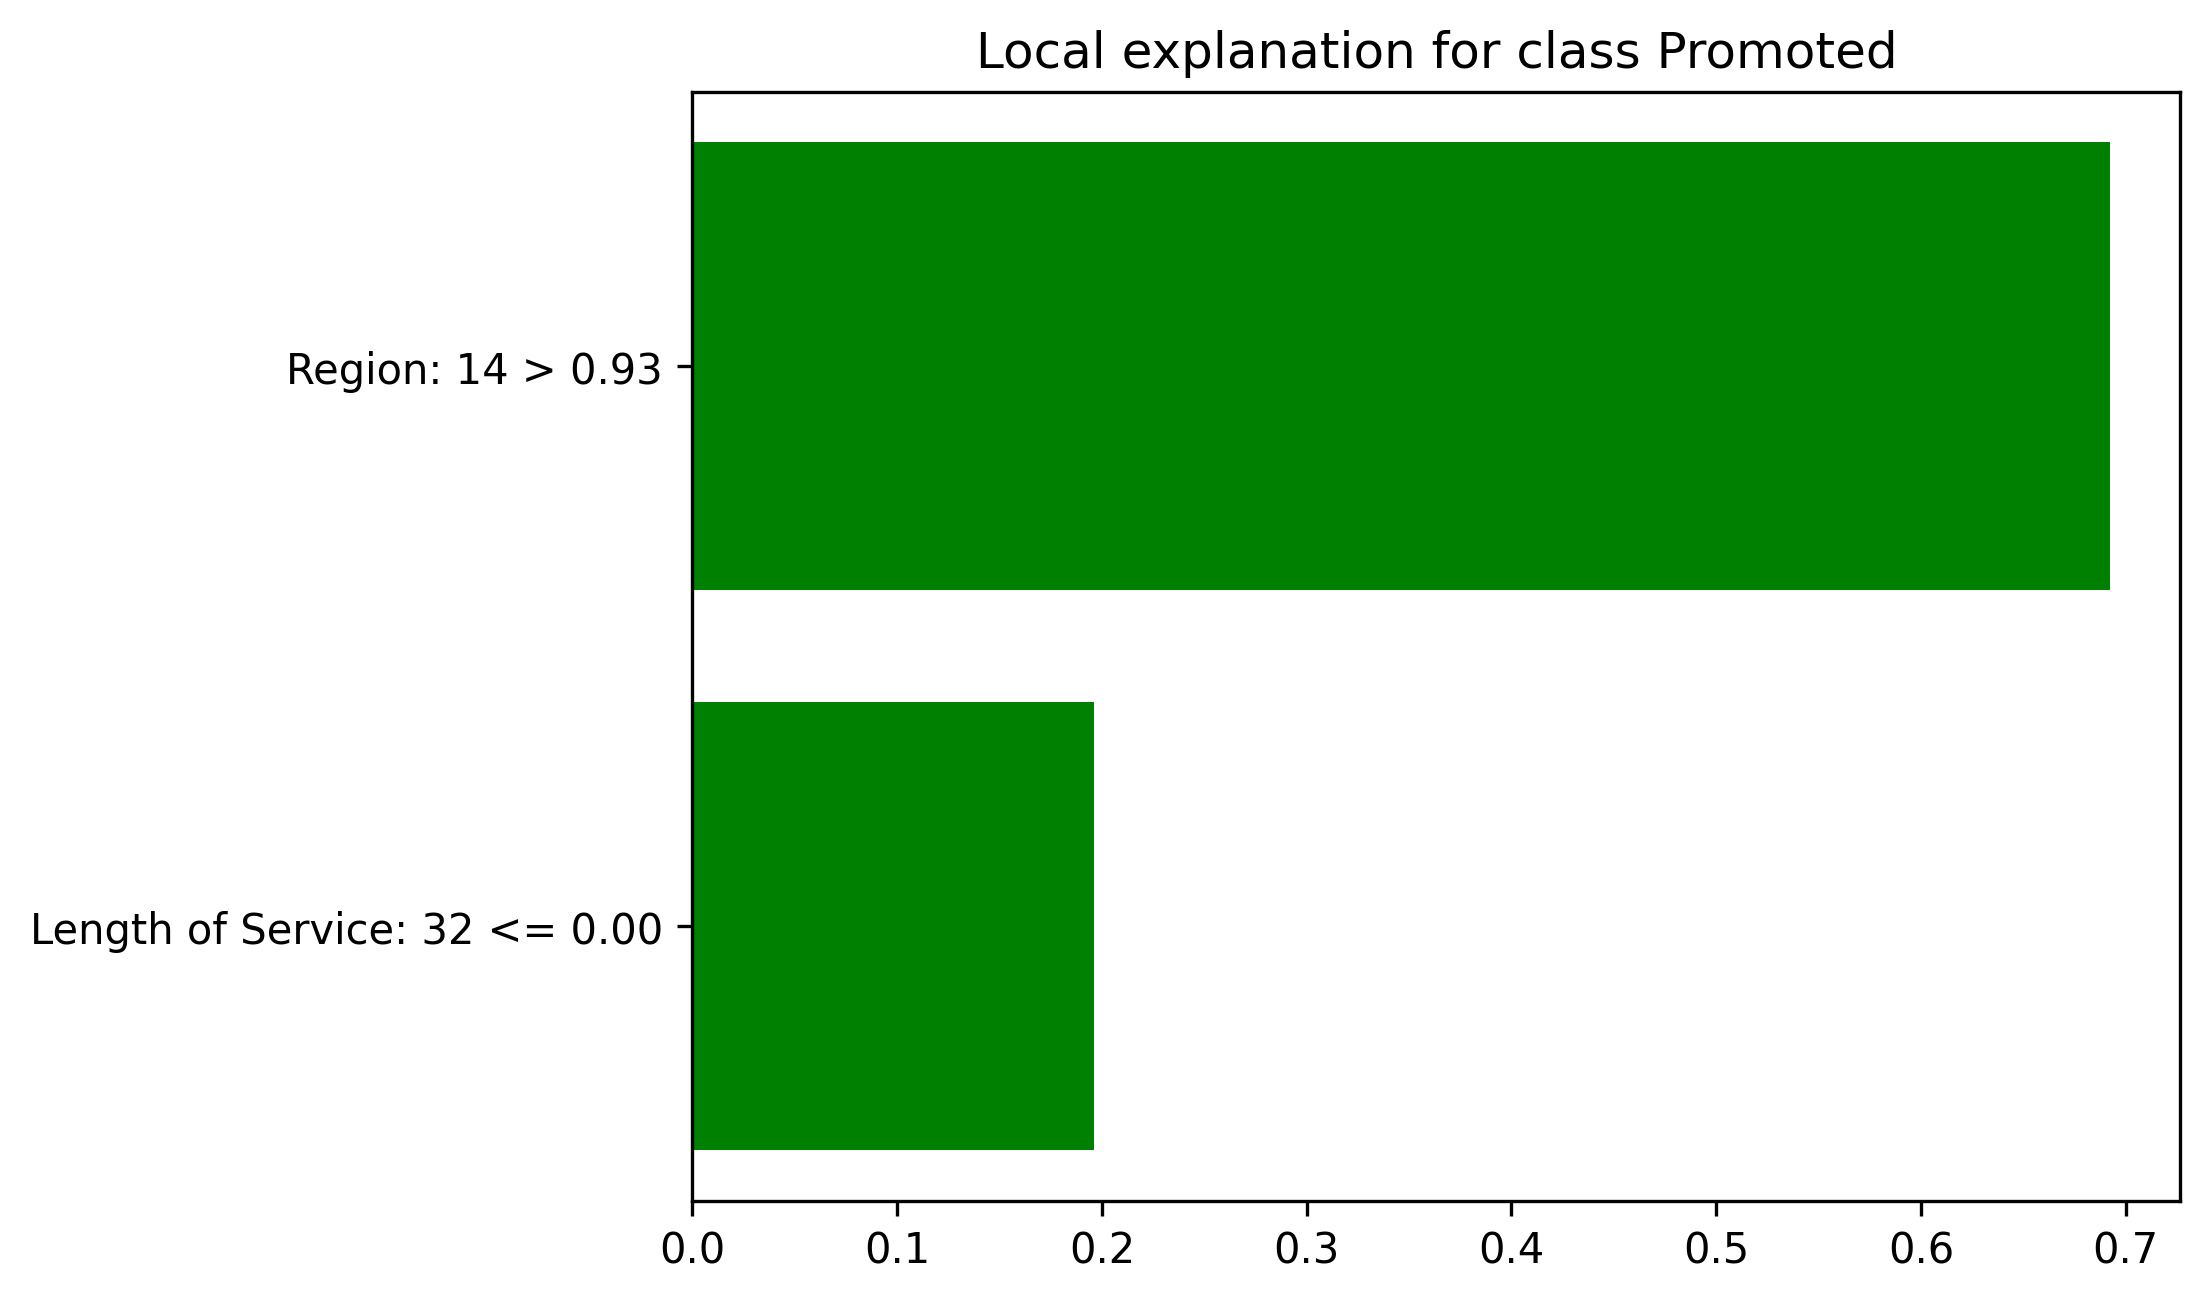 Local explanation for class Promoted
Region: 14 > 0.93
Length of Service: 32 <= 0.00
0.0 0.1 0.2 0.3 0.4 0.5 0.6 0.7